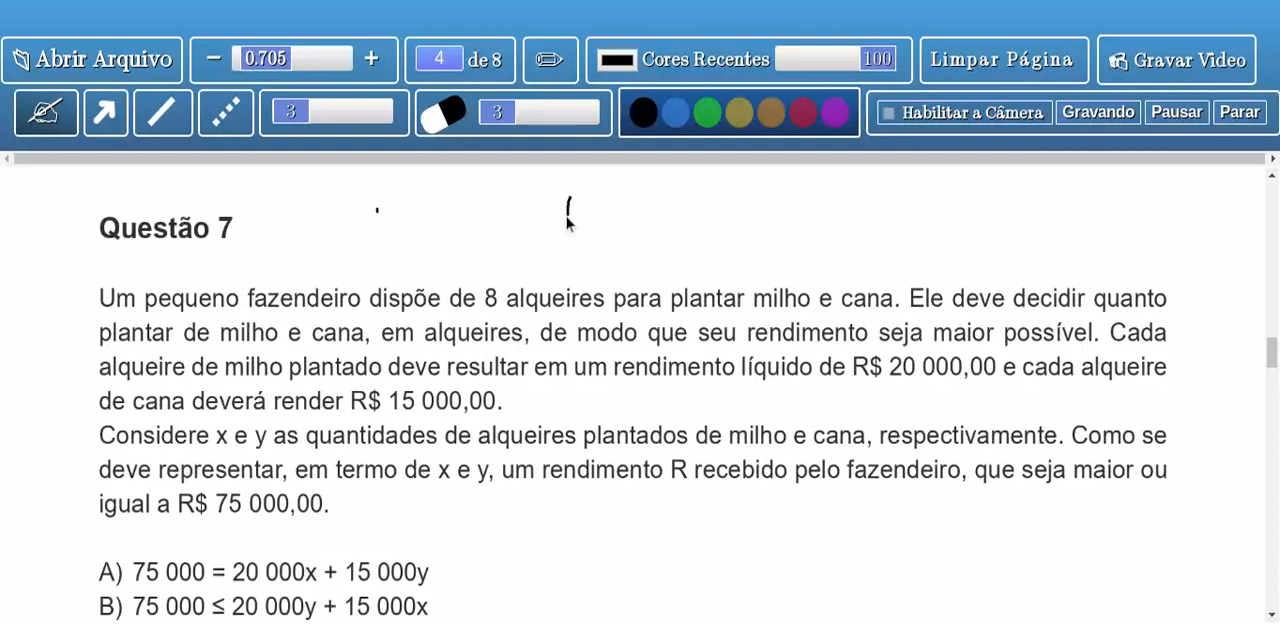 Abrir Arquivo − 0.705 + 4 de 8 Cores Recentes 100 Limpar Página Gravar Video
3 3 Habilitar a Câmera Gravando Pausar Parar
Questão 7
Um pequeno fazendeiro dispõe de 8 alqueires para plantar milho e cana. Ele deve decidir quanto
plantar de milho e cana, em alqueires, de modo que seu rendimento seja maior possível. Cada
alqueire de milho plantado deve resultar em um rendimento líquido de R$ 20 000,00 e cada alqueire
de cana deverá render R$ 15 000,00.
Considere x e y as quantidades de alqueires plantados de milho e cana, respectivamente. Como se
deve representar, em termo de x e y, um rendimento R recebido pelo fazendeiro, que seja maior ou
igual a R$ 75 000,00.
A) 75 000 = 20 000x + 15 000y
B) 75 000 ≤ 20 000y + 15 000x